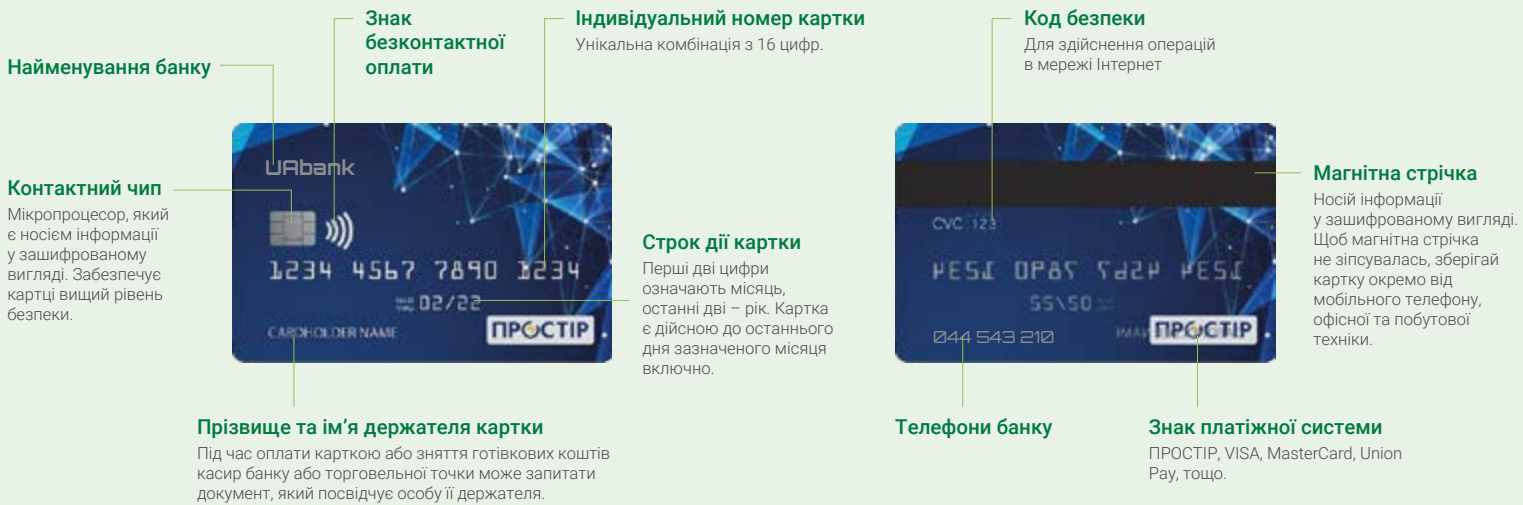 Найменування банку
Знак
безконтактної
оплати
Індивідуальний номер картки
Унікальна комбінація з 16 цифр.
Контактний чип
Мікропроцесор, який
є носієм інформації
у зашифрованому
вигляді. Забезпечує
картці вищий рівень
безпеки.
UAbank
1234 4567 7890 1234
02/22
CARDHOLDER NAME
ПРОСТІР
Строк дії картки
Перші дві цифри
означають місяць,
останні дві – рік. Картка
є дійсною до останнього
дня зазначеного місяця
включно.
Прізвище та ім’я держателя картки
Під час оплати карткою або зняття готівкових коштів
касир банку або торговельної точки може запитати
документ, який посвідчує особу її держателя.
Код безпеки
Для здійснення операцій
в мережі Інтернет
CVC 123
044 543 210
ПРОСТІР
Магнітна стрічка
Носій інформації
у зашифрованому вигляді.
Щоб магнітна стрічка
не зіпсувалась, зберігай
картку окремо від
мобільного телефону,
офісної та побутової
техніки.
Телефони банку
Знак платіжної системи
ПРОСТІР, VISA, MasterCard, Union
Pay, тощо.